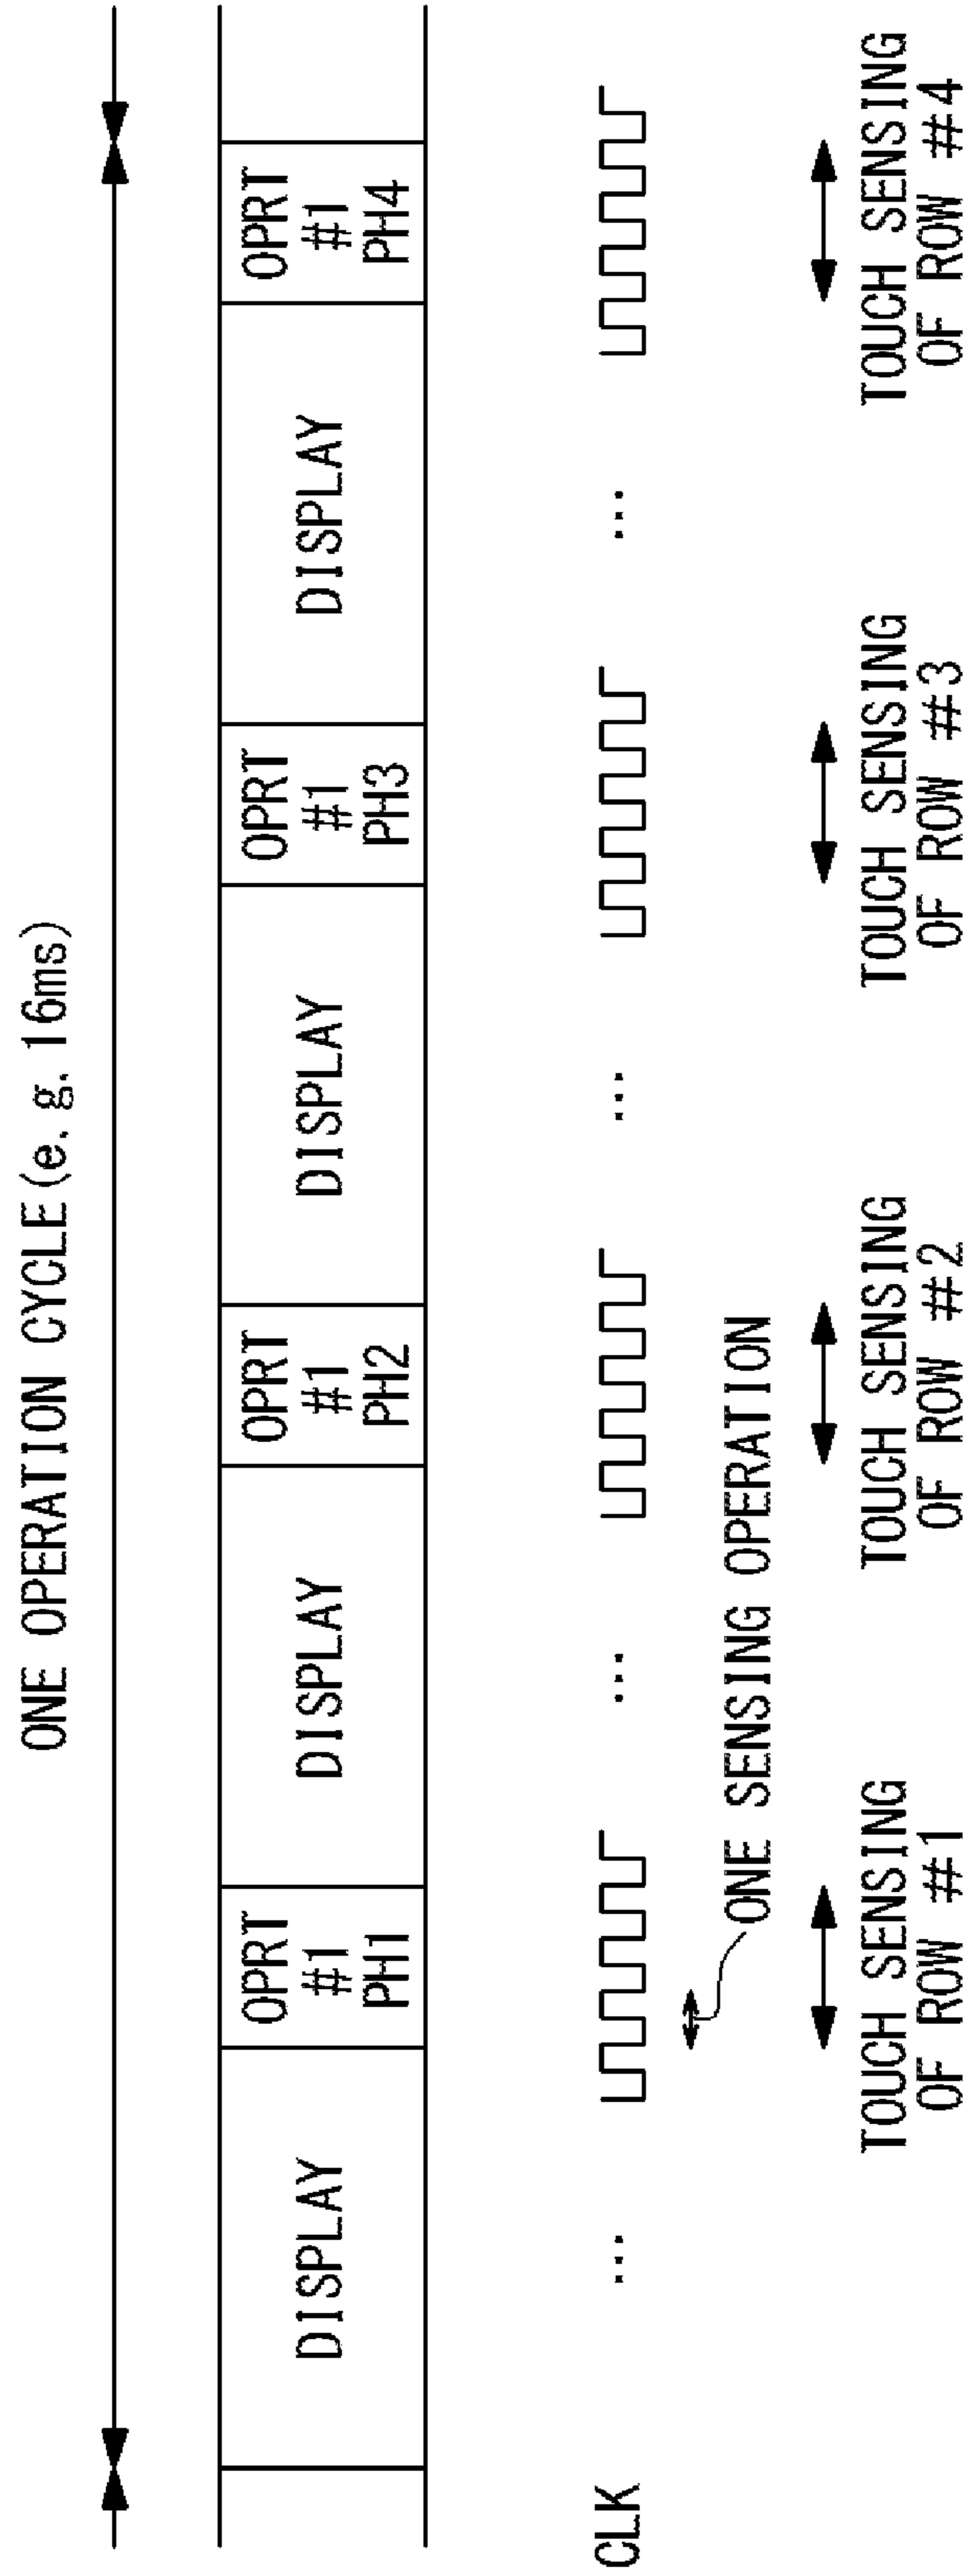 ONE OPERATION CYCLE(e.g. 16ms)
DISPLAY
OPRT
#1
PH1
DISPLAY
OPRT
#1
PH2
DISPLAY
OPRT
#1
PH3
DISPLAY
OPRT
#1
PH4
CLK
...
...
...
...
ONE SENSING OPERATION
TOUCH SENSING
OF ROW #1
TOUCH SENSING
OF ROW #2
TOUCH SENSING
OF ROW #3
TOUCH SENSING
OF ROW #4